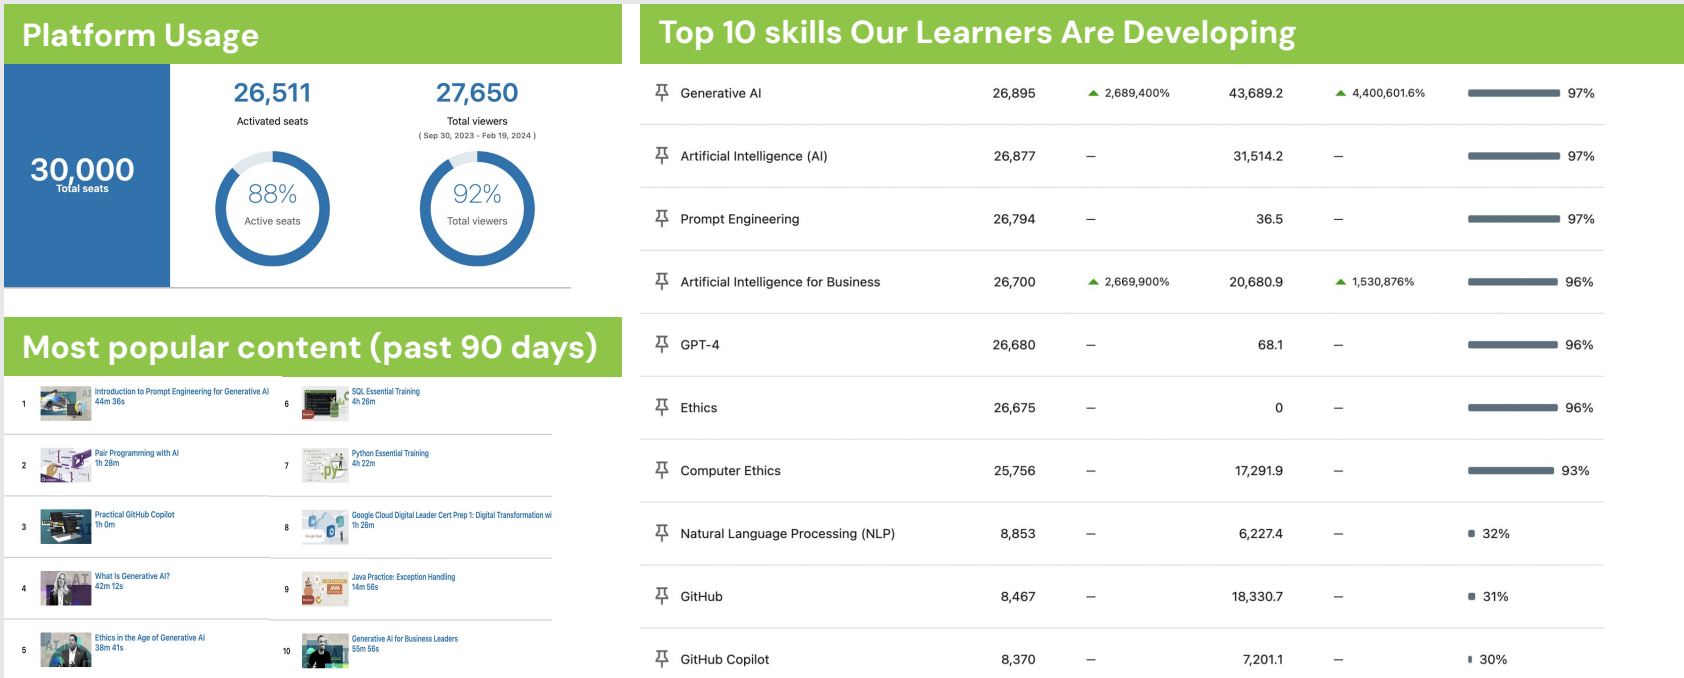 Platform Usage
30,000
Total seats
26,511
Activated seats
88%
Active seats
27,650
Total viewers
( Sep 30, 2023 - Feb 19, 2024 )
92%
Total viewers
Most popular content (past 90 days)
1
Introduction to Prompt Engineering for Generative AI
44m 36s
2
Pair Programming with AI
1h 28m
3
Practical GitHub Copilot
1h 0m
4
What Is Generative AI?
42m 12s
5
Ethics in the Age of Generative AI
38m 41s
6
SQL Essential Training
4h 26m
7
Python Essential Training
4h 22m
8
Google Cloud Digital Leader Cert Prep 1: Digital Transformation wi
1h 26m
9
Java Practice: Exception Handling
14m 56s
10
Generative AI for Business Leaders
55m 56s
Top 10 skills Our Learners Are Developing
Generative AI 26,895 2,689,400% 43,689.2 4,400,601.6% 97%
Artificial Intelligence (AI) 26,877 – 31,514.2 – 97%
Prompt Engineering 26,794 – 36.5 – 97%
Artificial Intelligence for Business 26,700 2,669,900% 20,680.9 1,530,876% 96%
GPT-4 26,680 – 68.1 – 96%
Ethics 26,675 – 0 – 96%
Computer Ethics 25,756 – 17,291.9 – 93%
Natural Language Processing (NLP) 8,853 – 6,227.4 – 32%
GitHub 8,467 – 18,330.7 – 31%
GitHub Copilot 8,370 – 7,201.1 – 30%